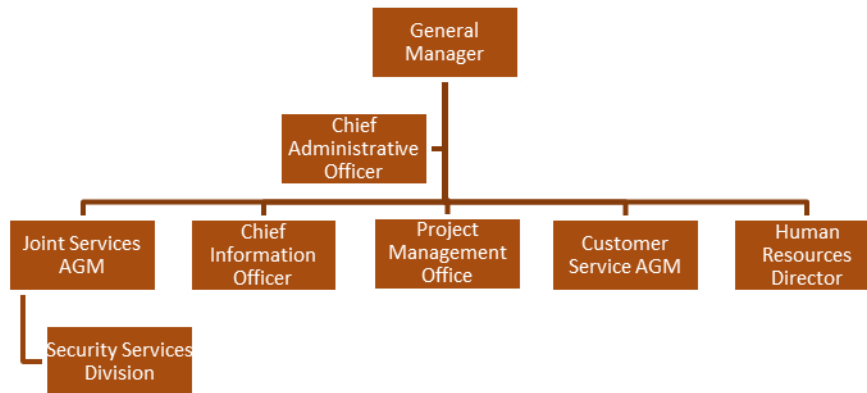 General
Manager
Chief
Administrative
Officer
Joint Services
AGM
Chief
Information
Officer
Project
Management
Office
Customer
Service AGM
Human
Resources
Director
Security Services
Division